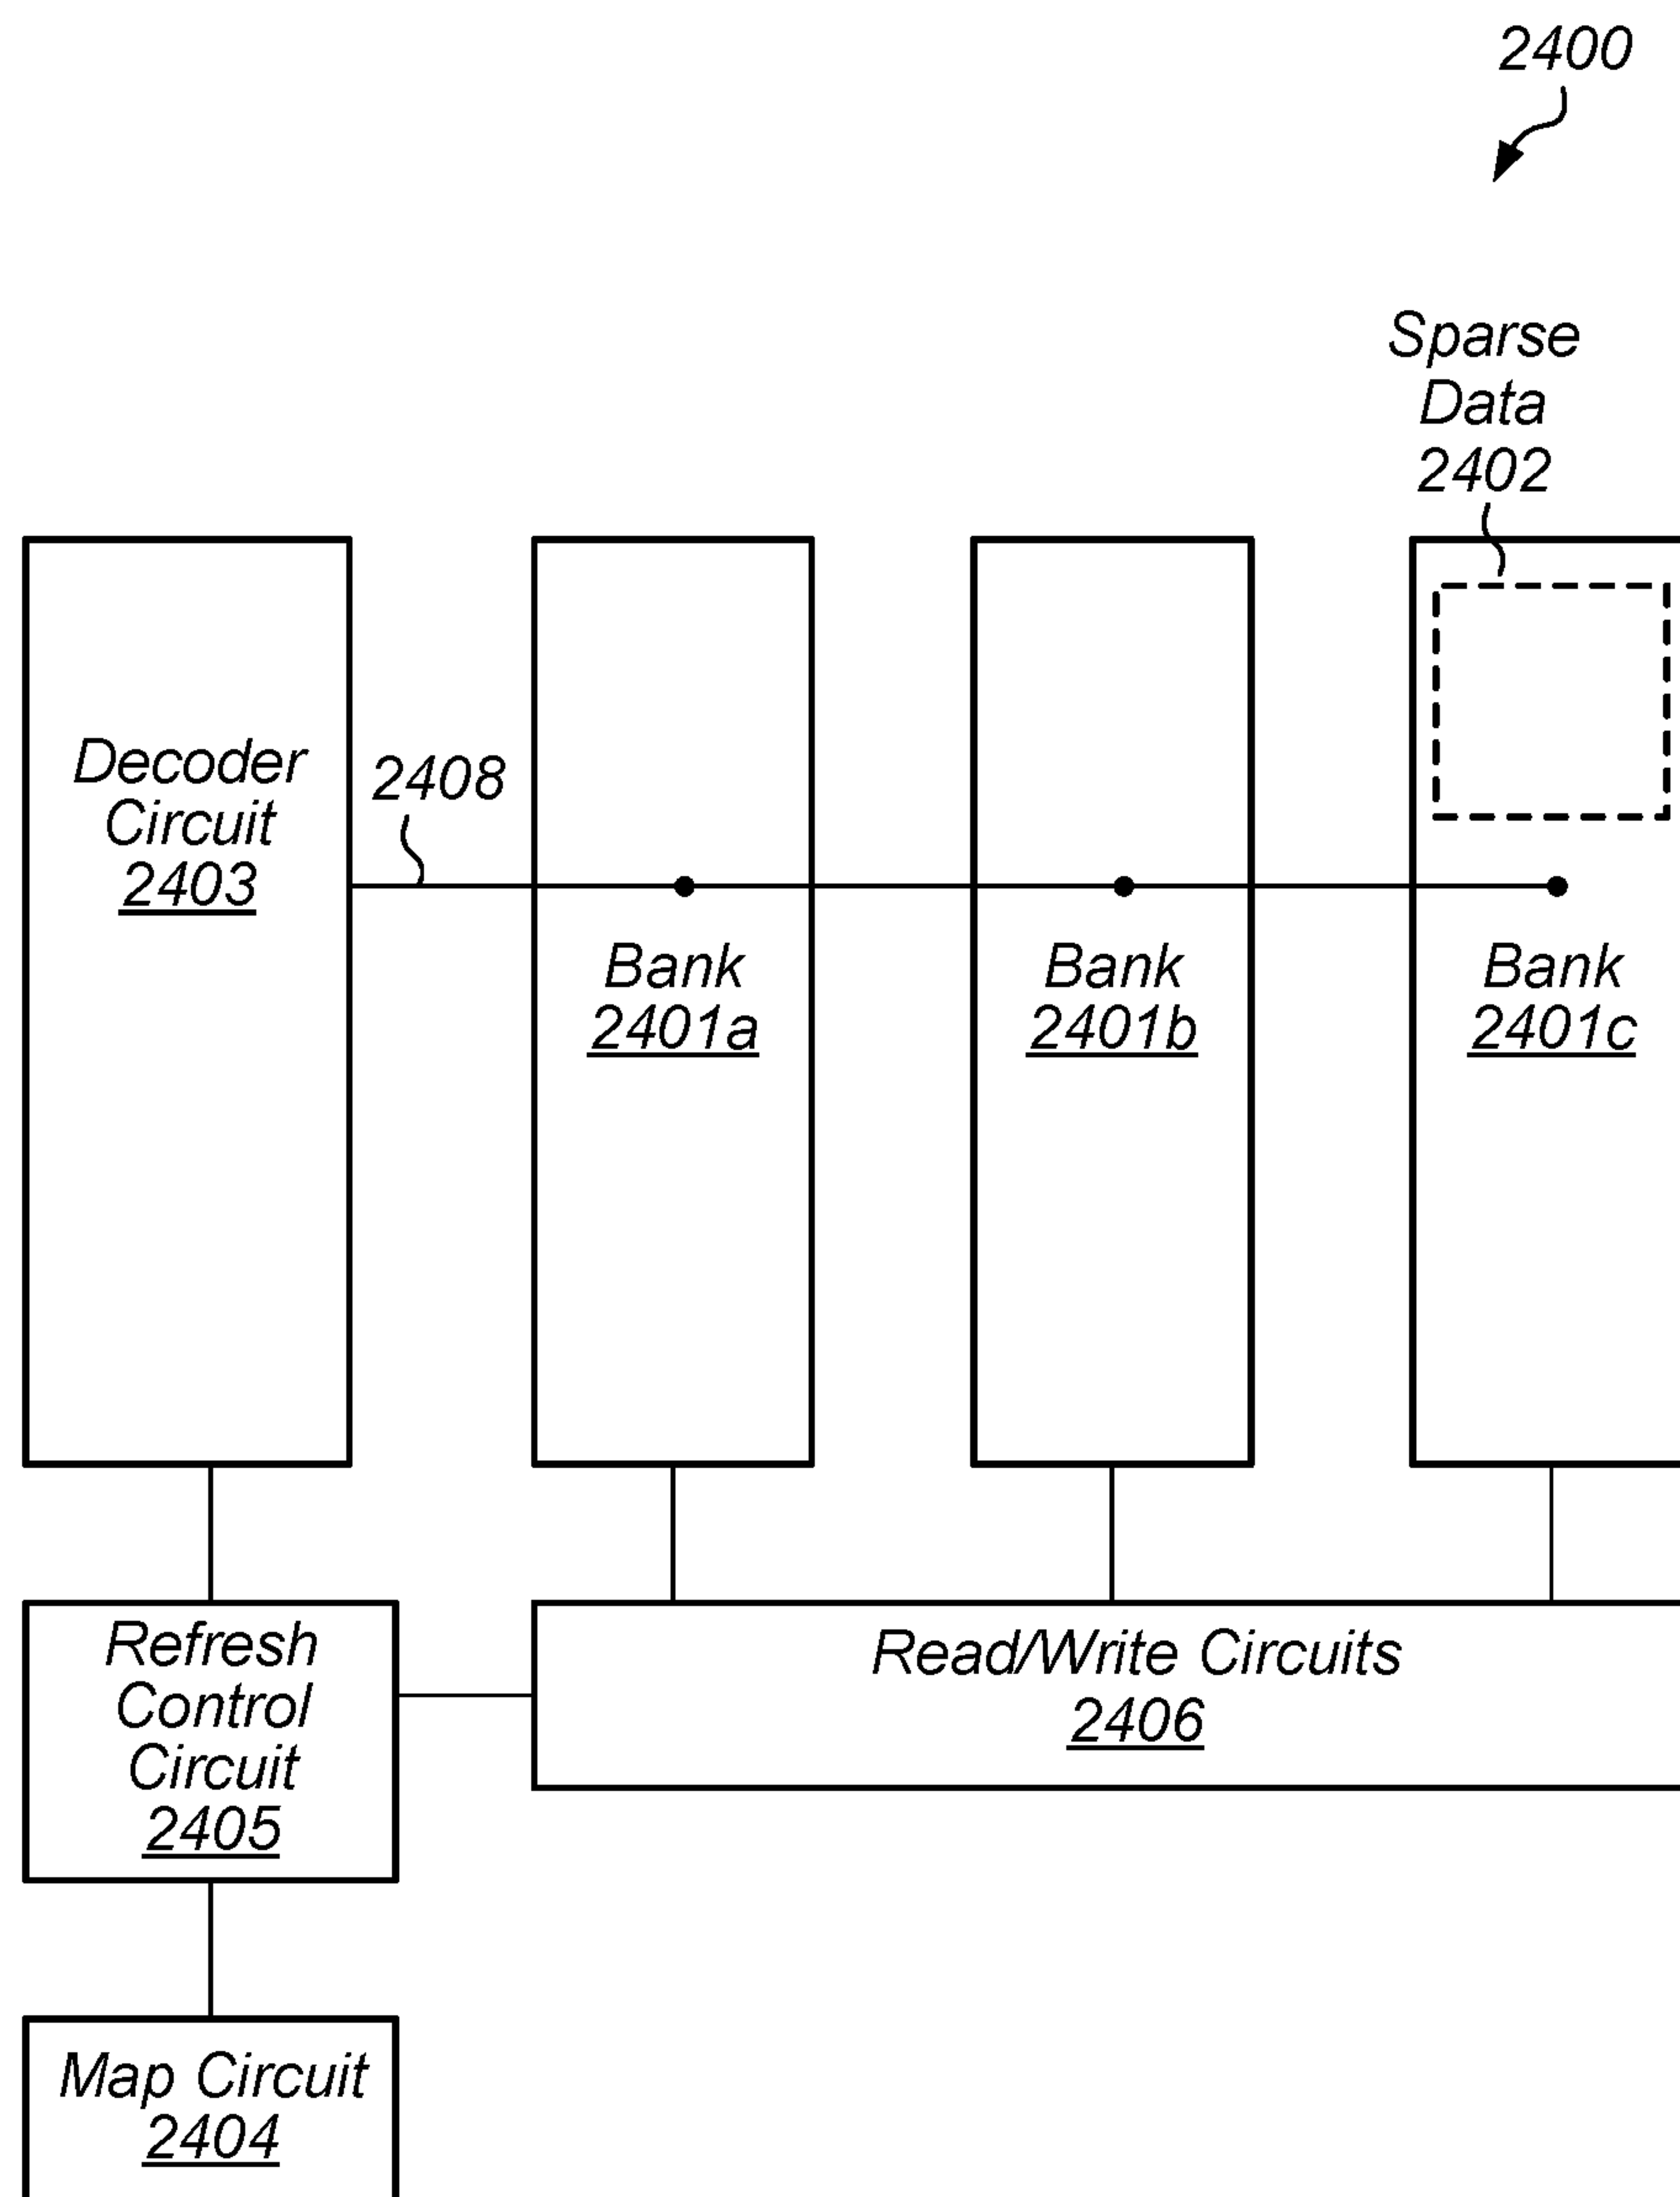 2400
Sparse
Data
2402
Decoder
Circuit
2403
2408
Bank
2401a
Bank
2401b
Bank
2401c
Refresh
Control
Circuit
2405
Read/Write Circuits
2406
Map Circuit
2404